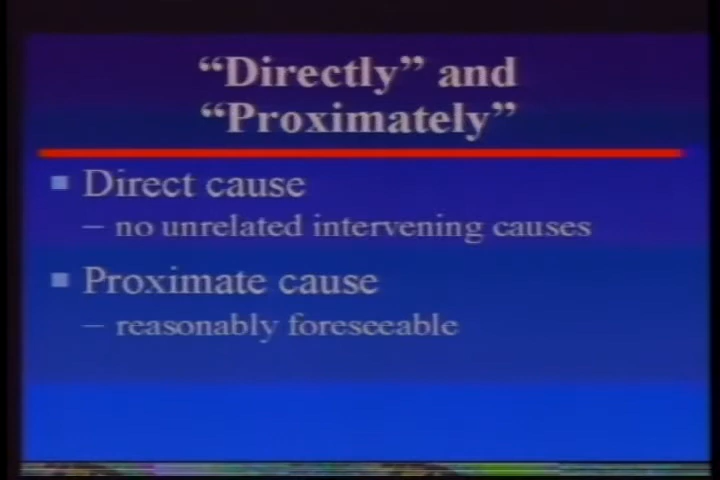 “Directly” and
“Proximately”
Direct cause
– no unrelated intervening causes
Proximate cause
– reasonably foreseeable